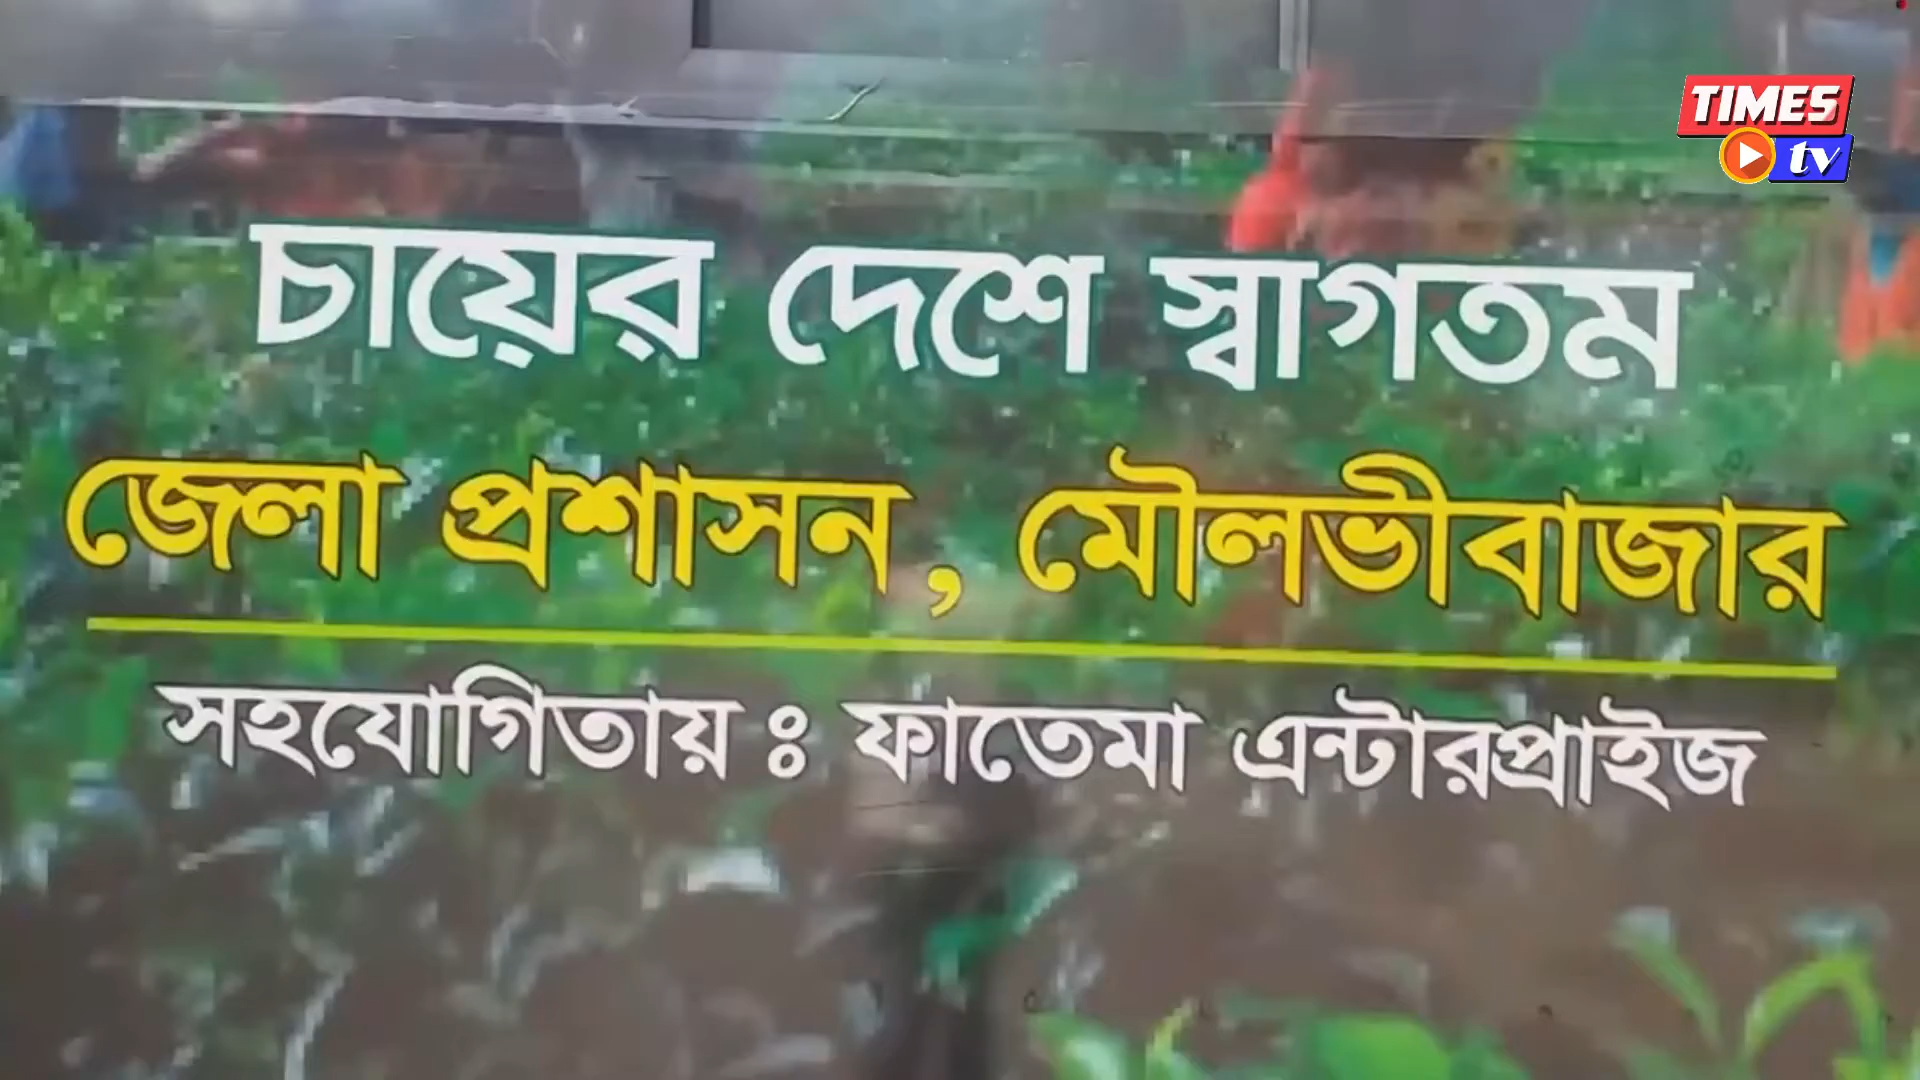 TIMES
tv
চায়ের দেশে স্বাগতম
জেলা প্রশাসন, মৌলভীবাজার
সহযোগিতায়ঃ ফাতেমা এন্টারপ্রাইজ